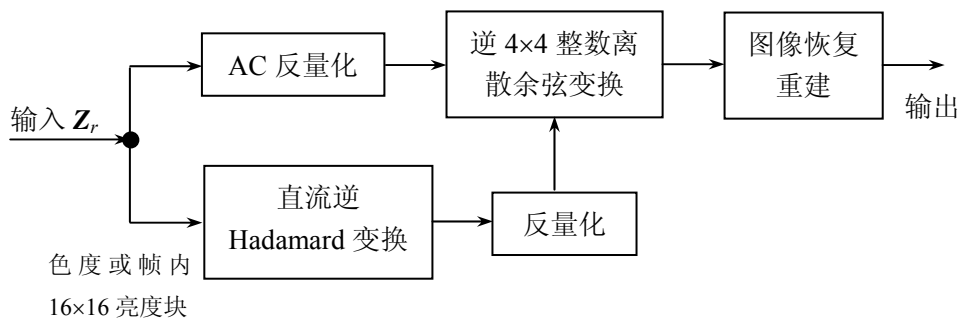 输入 Zr
AC 反量化
逆 4×4 整数离
散余弦变换
图像恢复
重建
输出
直流逆
Hadamard 变换
反量化
色度或帧内
16×16 亮度块